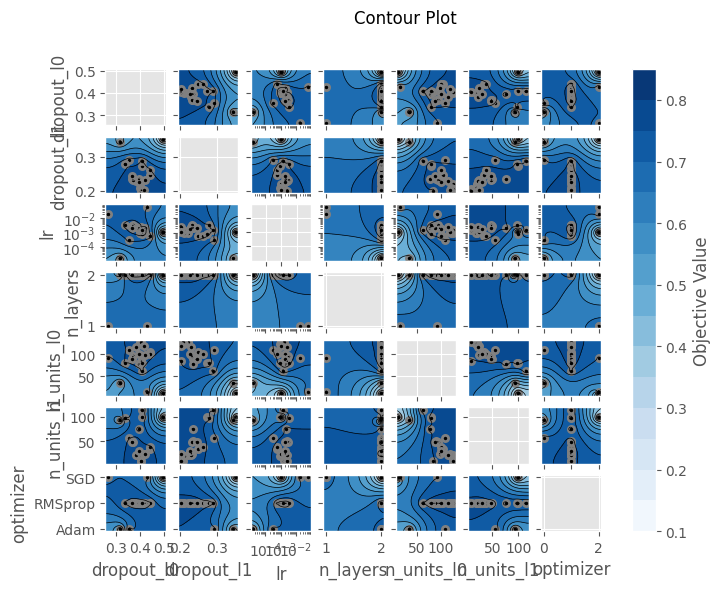 Contour Plot
dropout_l0
0.5
0.4
0.3
dropout_l1
0.3
0.2
lr
10⁻²
10⁻³
10⁻⁴
n_layers
2
1
n_units_l0
100
50
n_units_l1
100
50
optimizer
SGD
RMSprop
Adam
0.3 0.4 0.5 0.2 0.3 10⁻⁴ 10⁻² 1 2 50 100 50 100 0 2
dropout_l0 dropout_l1 lr n_layers n_units_l0 n_units_l1 optimizer
0.8
0.7
0.6
0.5
0.4
0.3
0.2
0.1
Objective Value